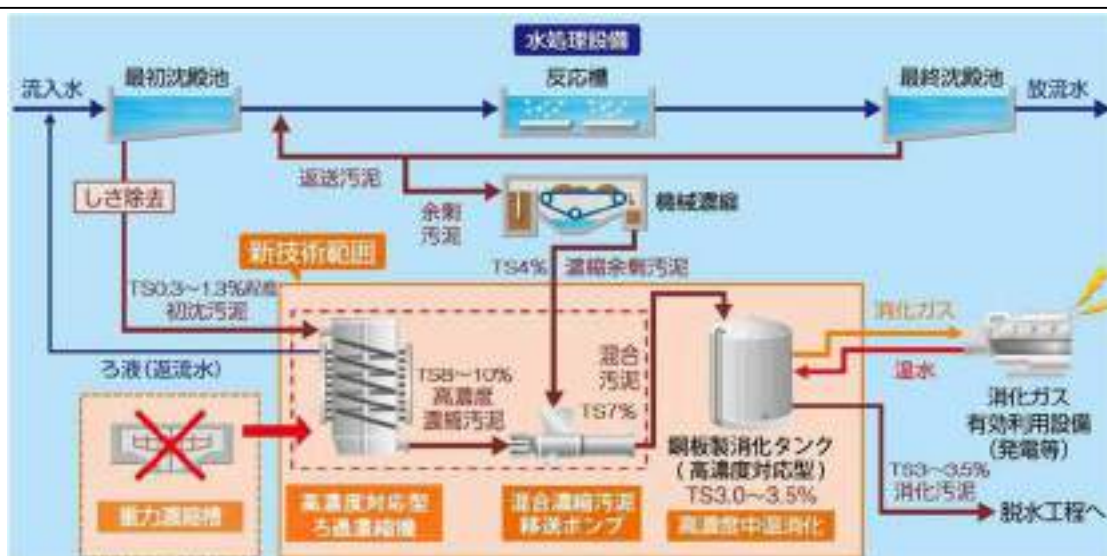 水処理設備
最初沈殿池
反応槽
最終沈殿池
流入水
放流水
返送汚泥
しさ除去
余剰
汚泥
機械濃縮
新技術範囲
TS4% 濃縮余剰汚泥
TS0.3～1.3%程度
初沈汚泥
消化ガス
温水
ろ液(返流水)
TS8～10%
高濃度
濃縮汚泥
混合
汚泥
TS7%
消化ガス
有効利用設備
(発電等)
鋼板製消化タンク
(高濃度対応型)
TS3.0～3.5%
TS3～3.5%
消化汚泥
脱水工程へ
重力濃縮槽
高濃度対応型
ろ過濃縮機
混合濃縮汚泥
移送ポンプ
高濃度中温消化